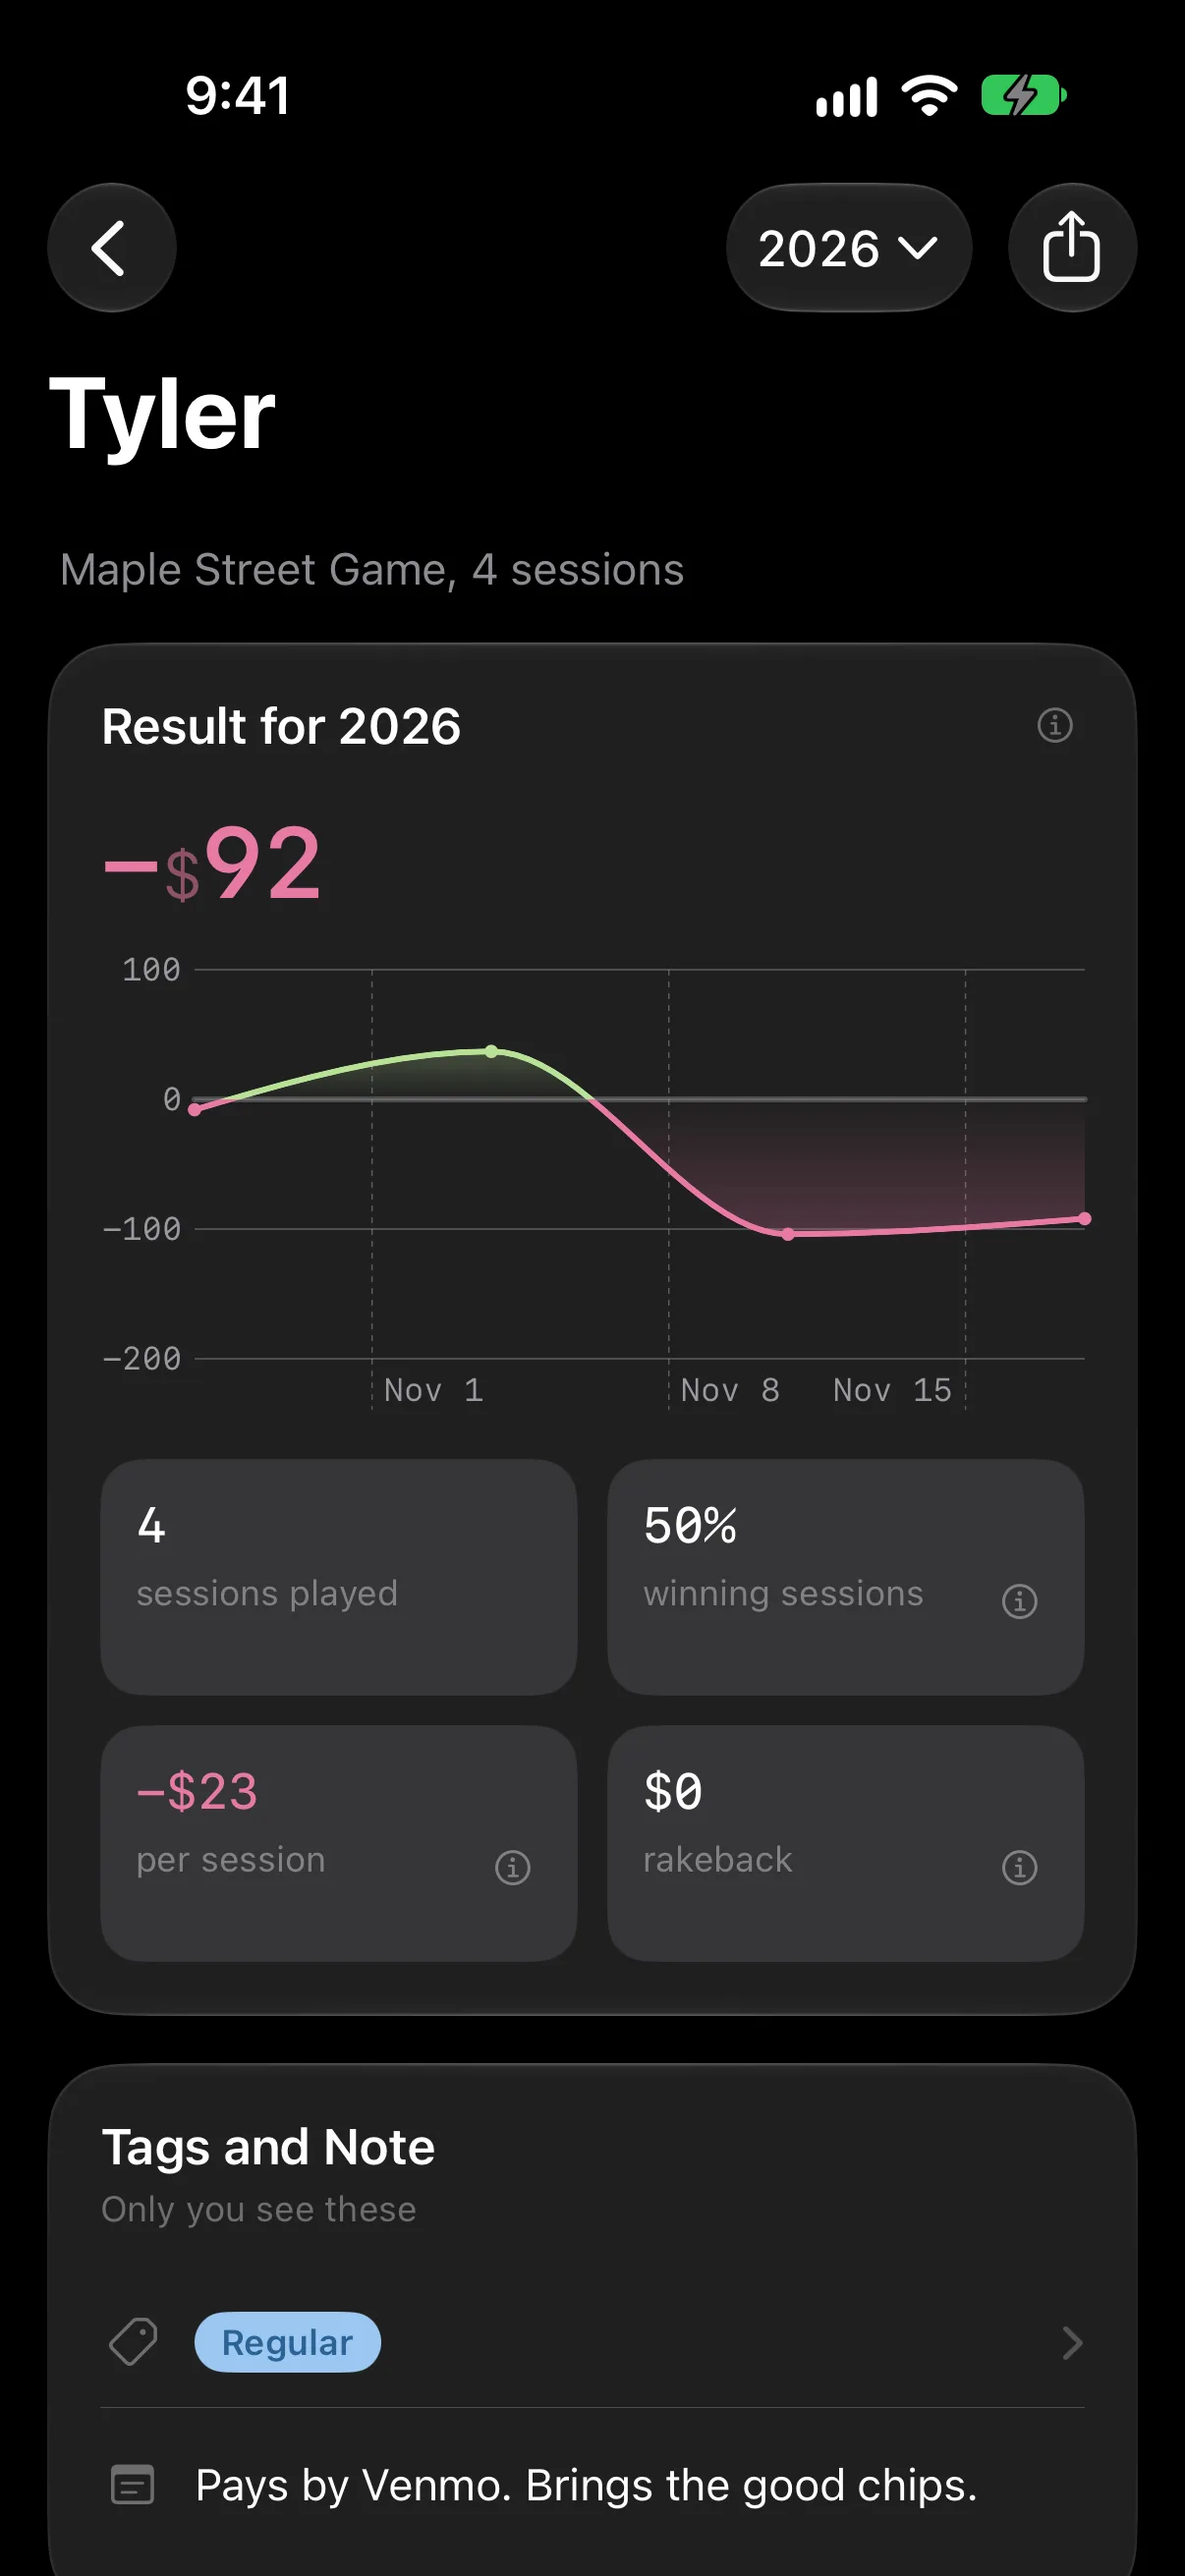 9:41
2026
Tyler
Maple Street Game, 4 sessions
Result for 2026
−$92
100
0
−100
−200
Nov 1 Nov 8 Nov 15
4
sessions played
50%
winning sessions
−$23
per session
$0
rakeback
Tags and Note
Only you see these
Regular
Pays by Venmo. Brings the good chips.